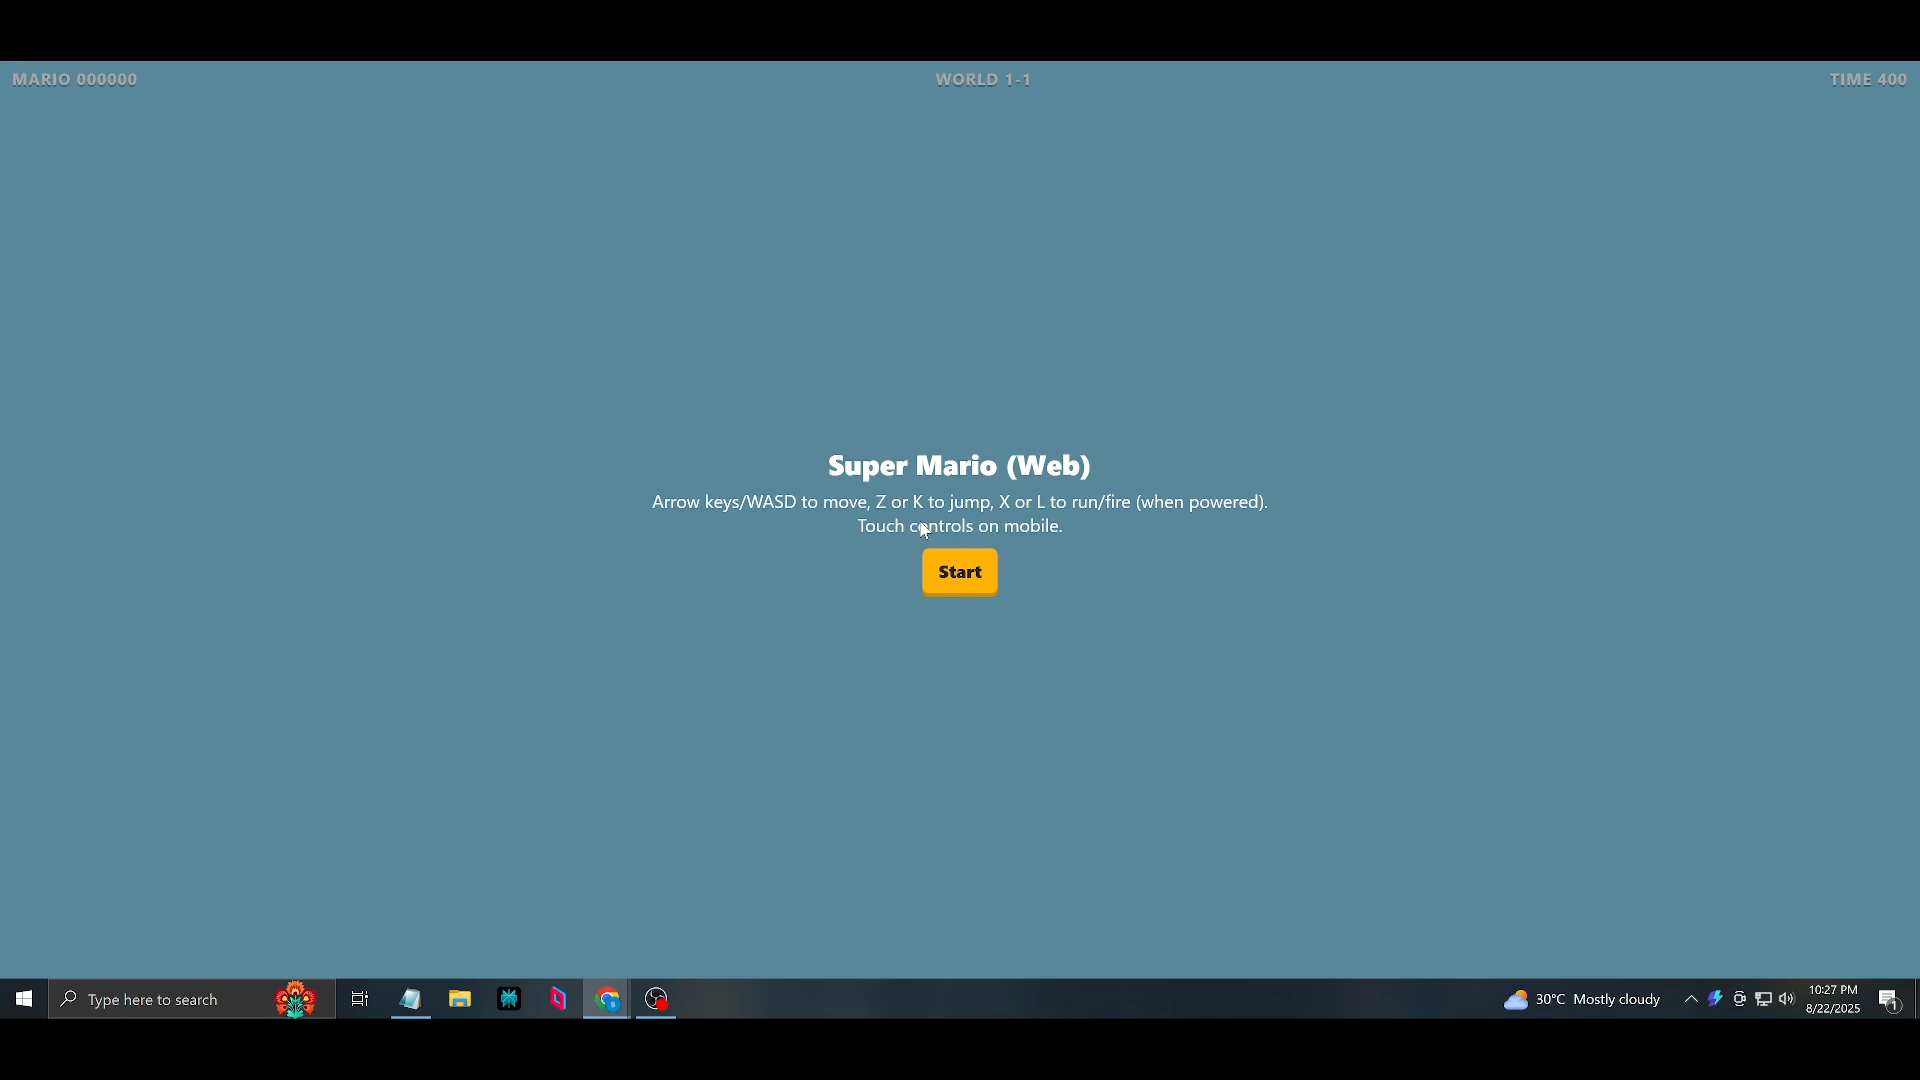 MARIO 000000 WORLD 1-1 TIME 400
Super Mario (Web)
Arrow keys/WASD to move, Z or K to jump, X or L to run/fire (when powered).
Touch controls on mobile.
Start
Type here to search
30°C Mostly cloudy
10:27 PM
8/22/2025
1